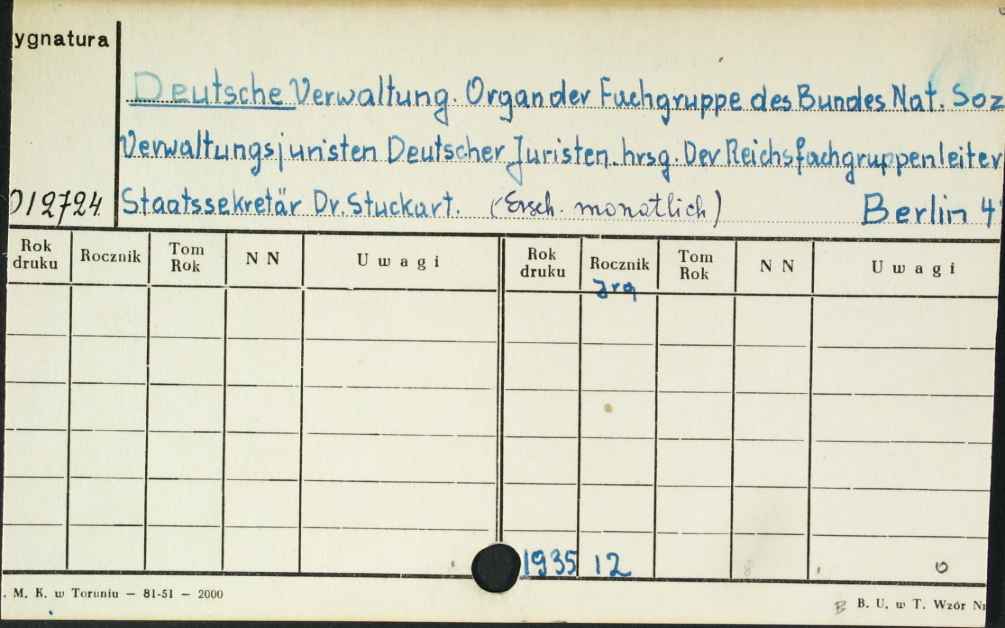 ygnatura
Deutsche Verwaltung. Organ der Fachgruppe des Bundes Nat. Soz
Verwaltungsjuristen Deutscher Juristen. hrsg. Der Reichsfachgruppenleiter
012724 Staatssekretär Dr. Stuckart. (Ersch. monatlich) Berlin 4
Rok druku Rocznik Tom Rok N N Uwagi Rok druku Rocznik Tom Rok N N Uwagi
Jrg
1935 12
. M. K. w Toruniu — 81-51 — 2000
B. U. w T. Wzór Nr